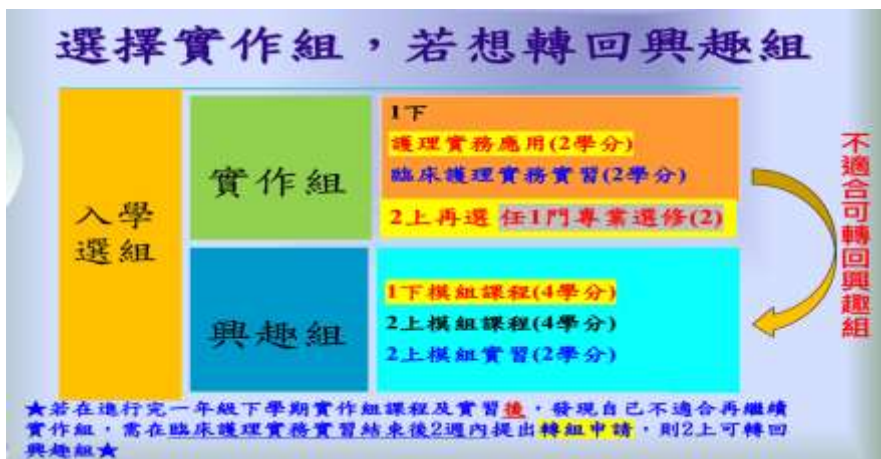 選擇實作組，若想轉回興趣組
入學
選組
實作組
1下
護理實務應用(2學分)
臨床護理實務實習(2學分)
2上再選 任1門專業選修(2)
興趣組
1下模組課程(4學分)
2上模組課程(4學分)
2上模組實習(2學分)
不適合可轉回興趣組
★若在進行完一年級下學期實作組課程及實習後，發現自己不適合再繼續
實作組，需在臨床護理實務實習結束後2週內提出轉組申請，則2上可轉回
興趣組★